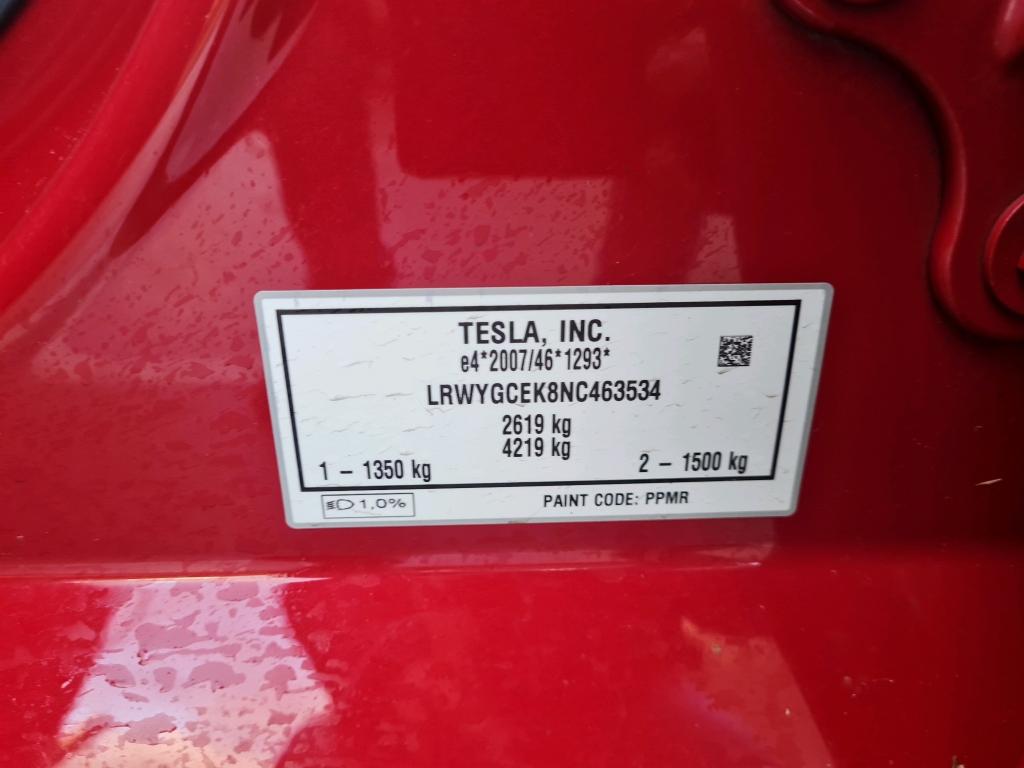 TESLA, INC.
e4*2007/46*1293*
LRWYGCEK8NC463534
2619 kg
4219 kg
1 – 1350 kg
2 – 1500 kg
1,0%
PAINT CODE: PPMR